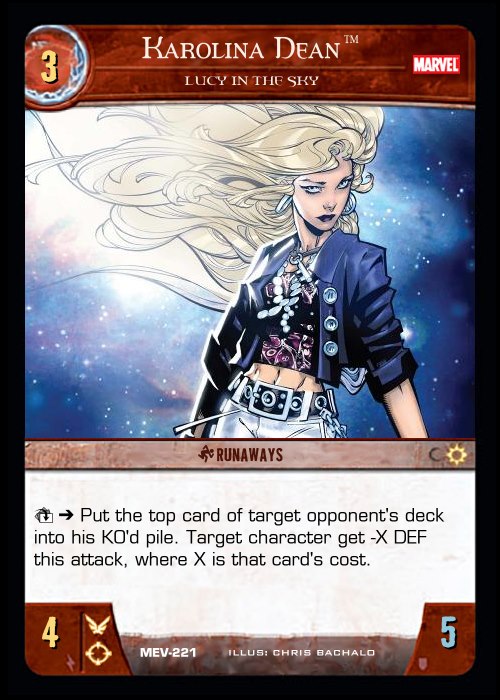 3
KAROLINA DEAN™
MARVEL
LUCY IN THE SKY
RUNAWAYS
C
➔ Put the top card of target opponent's deck
into his KO'd pile. Target character get -X DEF
this attack, where X is that card's cost.
4
MEV-221 ILLUS: CHRIS BACHALO
5